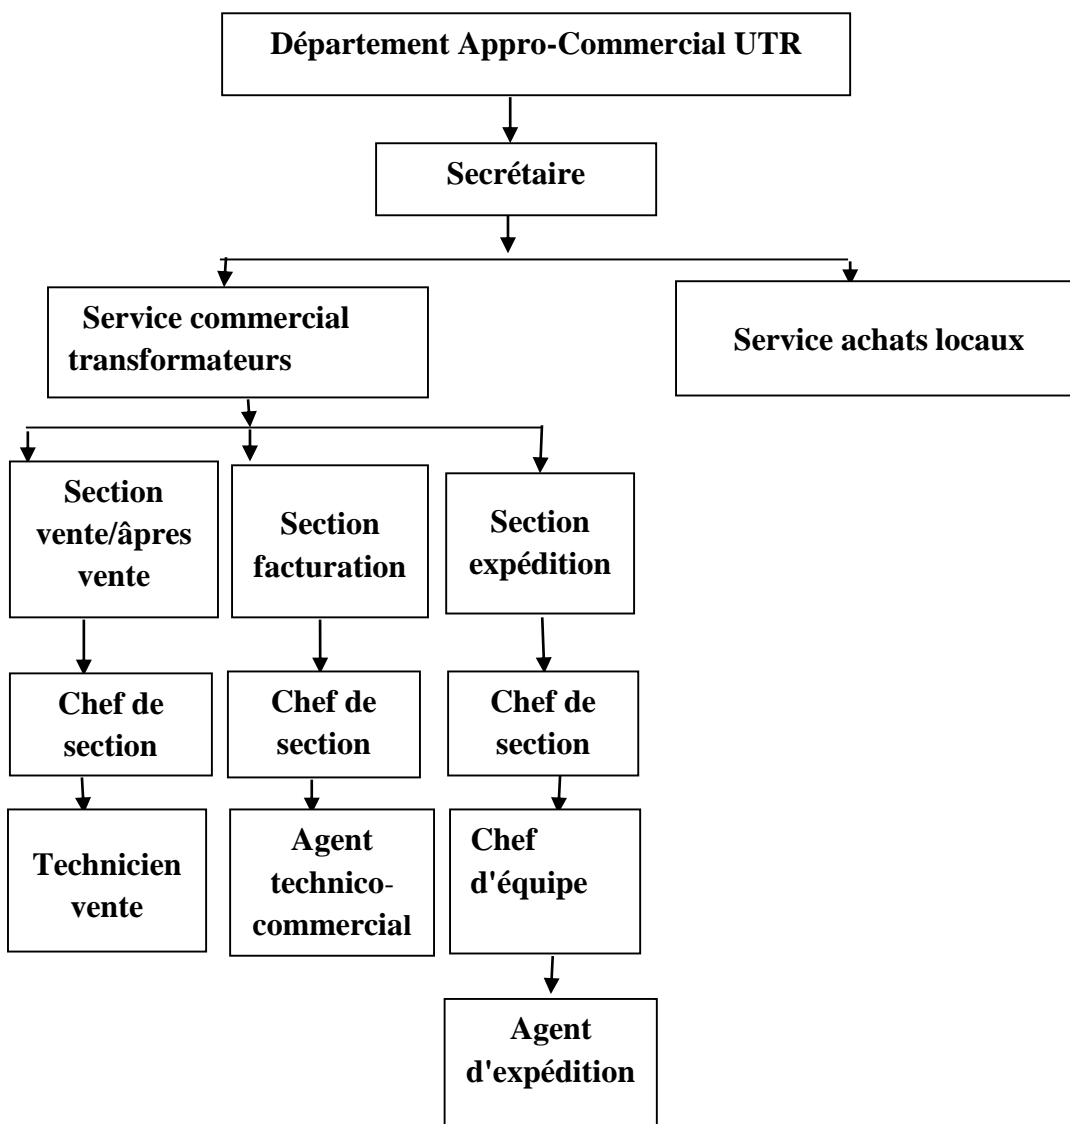 Département Appro-Commercial UTR
Secrétaire
Service commercial
transformateurs
Service achats locaux
Section
vente/âpres
vente
Section
facturation
Section
expédition
Chef de
section
Chef de
section
Chef de
section
Technicien
vente
Agent
technico-
commercial
Chef
d'équipe
Agent
d'expédition